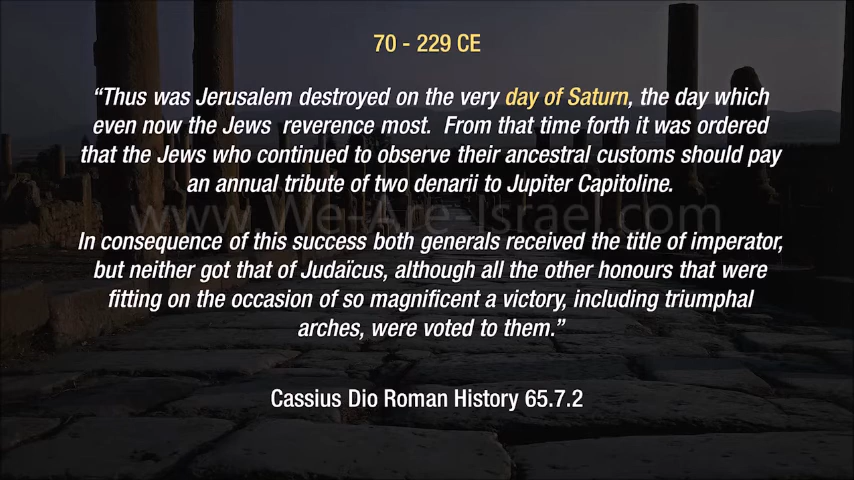 70 - 229 CE
“Thus was Jerusalem destroyed on the very day of Saturn, the day which
even now the Jews  reverence most.  From that time forth it was ordered
that the Jews who continued to observe their ancestral customs should pay
an annual tribute of two denarii to Jupiter Capitoline.
www.We-Are-Israel.com
In consequence of this success both generals received the title of imperator,
but neither got that of Judaïcus, although all the other honours that were
fitting on the occasion of so magnificent a victory, including triumphal
arches, were voted to them.”
Cassius Dio Roman History 65.7.2